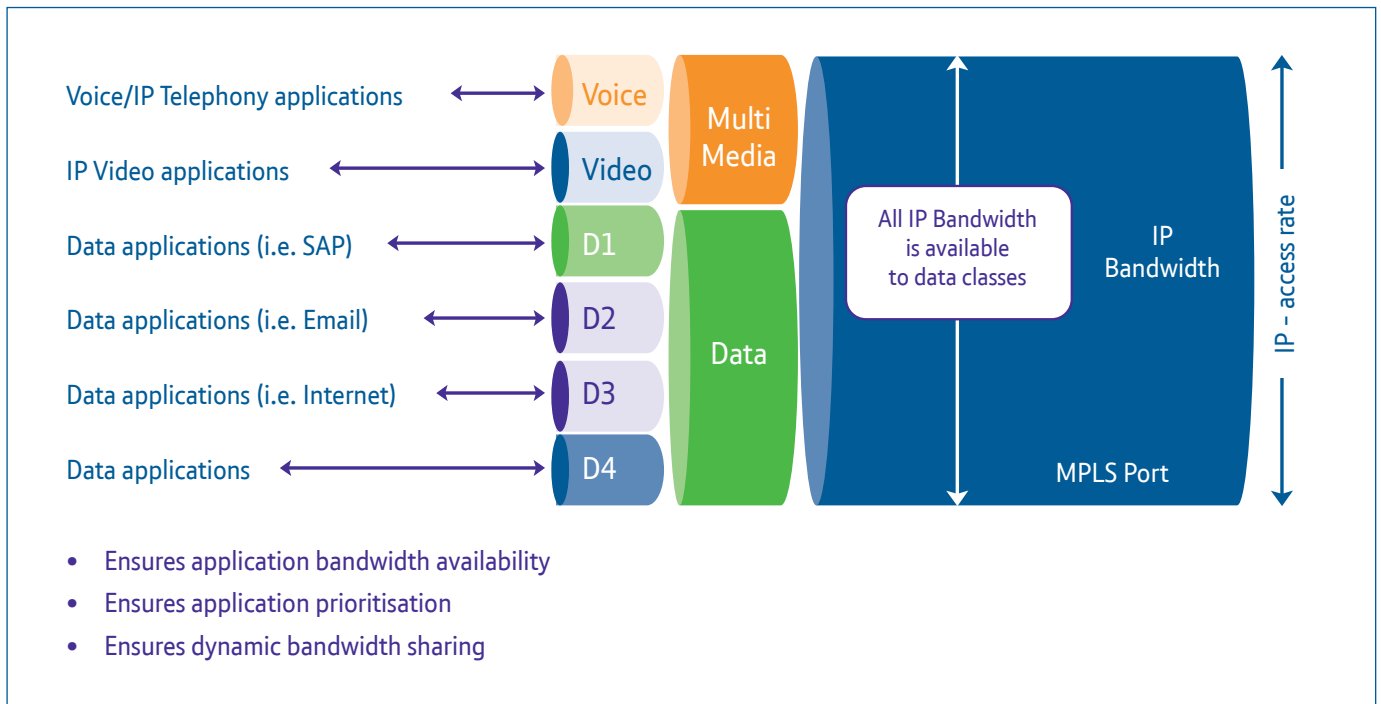 Voice/IP Telephony applications
IP Video applications
Data applications (i.e. SAP)
Data applications (i.e. Email)
Data applications (i.e. Internet)
Data applications
Voice
Video
D1
D2
D3
D4
Multi
Media
Data
All IP Bandwidth
is available
to data classes
IP
Bandwidth
MPLS Port
IP - access rate
• Ensures application bandwidth availability
• Ensures application prioritisation
• Ensures dynamic bandwidth sharing